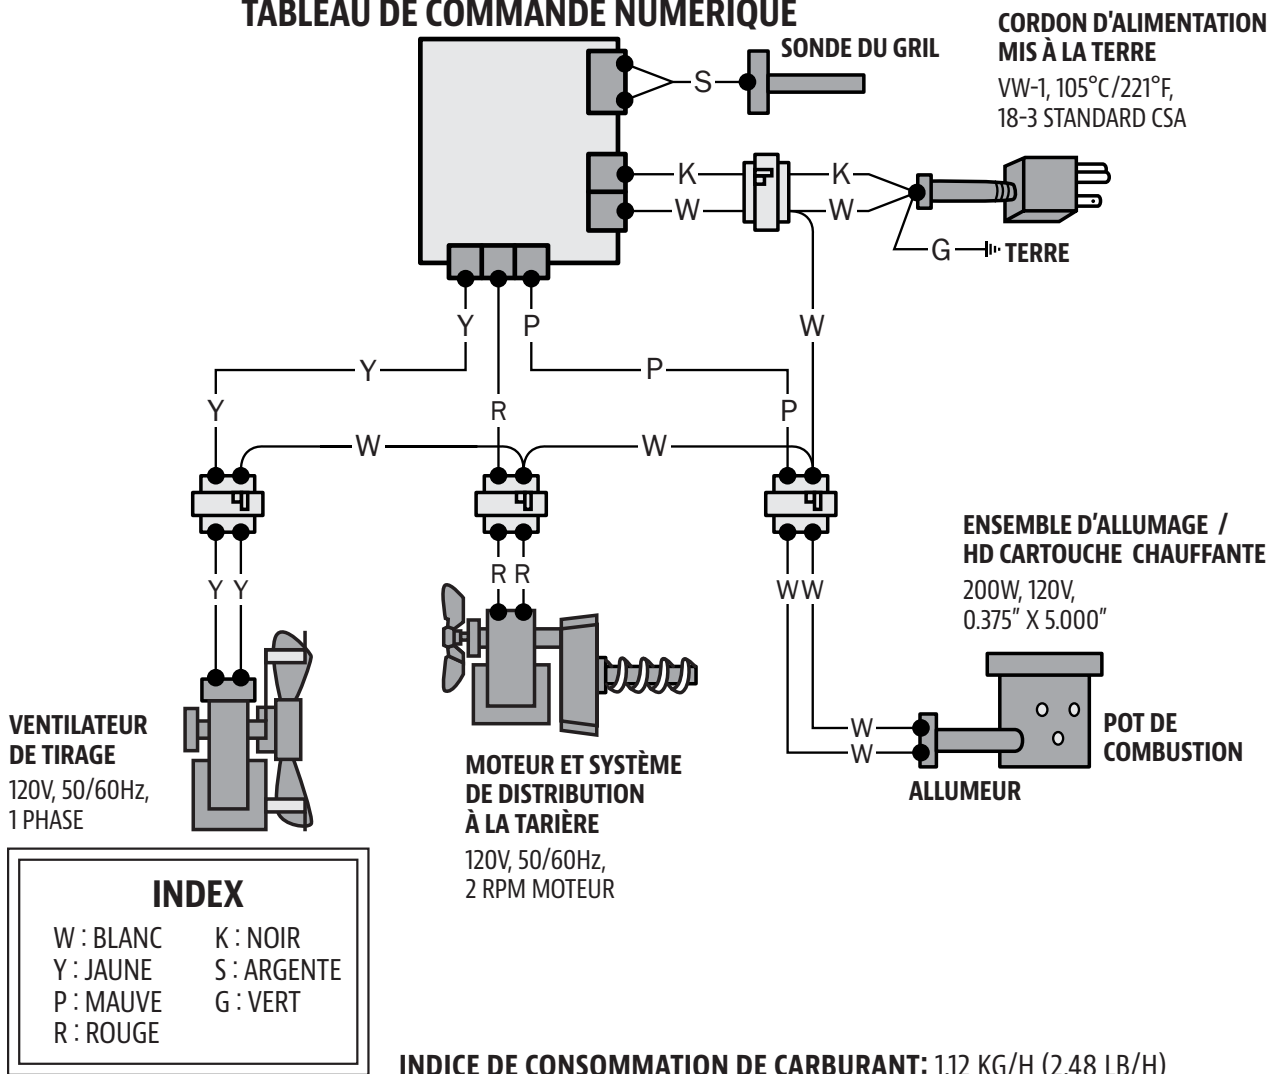 TABLEAU DE COMMANDE NUMÉRIQUE
SONDE DU GRIL
CORDON D'ALIMENTATION
MIS À LA TERRE
VW-1, 105°C/221°F,
18-3 STANDARD CSA
S
K
K
W
W
G
TERRE
Y
P
W
Y
P
Y
R
P
W
W
Y Y
R R
W W
ENSEMBLE D'ALLUMAGE /
HD CARTOUCHE CHAUFFANTE
200W, 120V,
0.375" X 5.000"
VENTILATEUR
DE TIRAGE
120V, 50/60Hz,
1 PHASE
MOTEUR ET SYSTÈME
DE DISTRIBUTION
À LA TARIÈRE
120V, 50/60Hz,
2 RPM MOTEUR
W
W
ALLUMEUR
POT DE
COMBUSTION
INDEX
W : BLANC
Y : JAUNE
P : MAUVE
R : ROUGE
K : NOIR
S : ARGENTE
G : VERT
INDICE DE CONSOMMATION DE CARBURANT: 1.12 KG/H (2.48 LB/H)